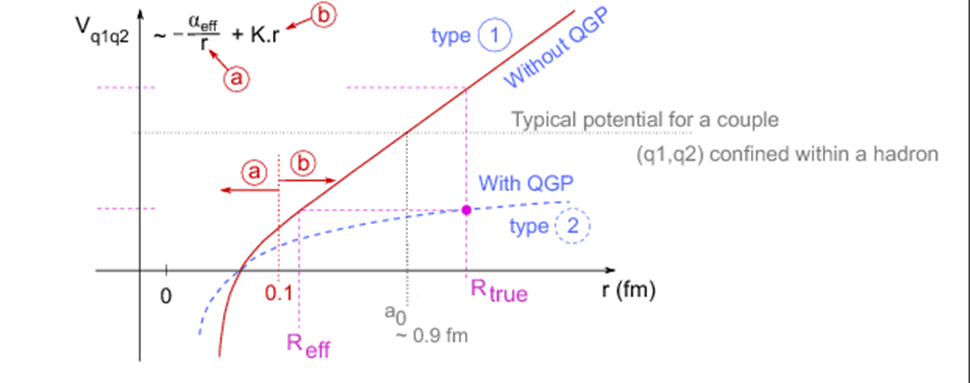 V q1q2 ~ - αeff / r + K.r b
a
type 1
Without QGP
Typical potential for a couple
(q1,q2) confined within a hadron
a b
With QGP
type 2
0 0.1 Rtrue r (fm)
a0
~ 0.9 fm
Reff